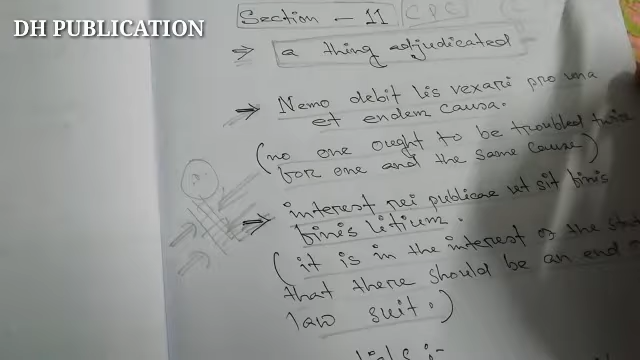 DH PUBLICATION
Section - 11 CPC
a thing adjudicated
Nemo debit lis vexari pro una
et endem causa.
(no one ought to be troubled twice
for one and the same cause)
interest rei publicae ut sit finis
finis litium.
(it is in the interest of the
that there should be an end
law suit.)